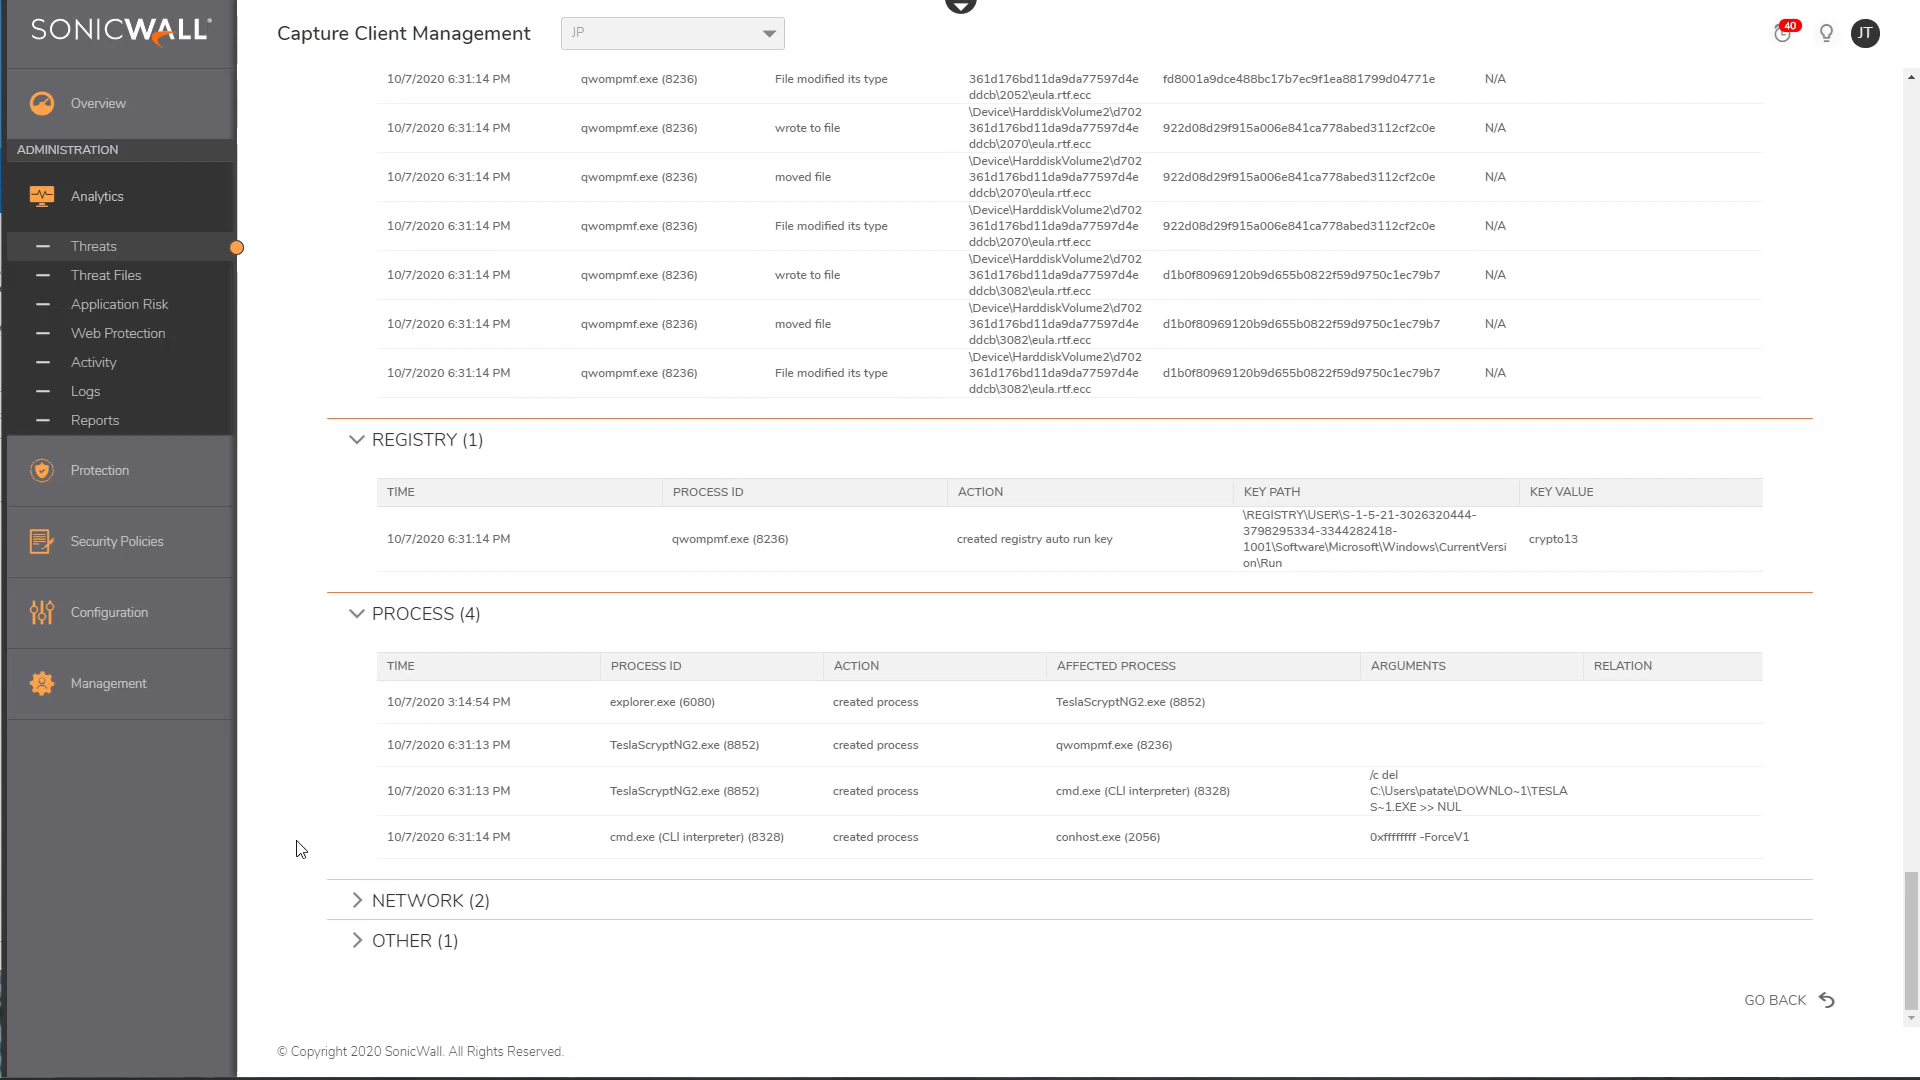 SONICWALL
Capture Client Management
JP
40
JT
Overview
ADMINISTRATION
Analytics
Threats
Threat Files
Application Risk
Web Protection
Activity
Logs
Reports
Protection
Security Policies
Configuration
Management
10/7/2020 6:31:14 PM qwompmf.exe (8236) File modified its type 361d176bd11da9da77597d4e fd8001a9dce488bc17b7ec9f1ea881799d04771e N/A
ddcb\2052\eula.rtf.ecc
\Device\HarddiskVolume2\d702
10/7/2020 6:31:14 PM qwompmf.exe (8236) wrote to file 361d176bd11da9da77597d4e 922d08d29f915a006e841ca778abed3112cf2c0e N/A
ddcb\2070\eula.rtf.ecc
\Device\HarddiskVolume2\d702
10/7/2020 6:31:14 PM qwompmf.exe (8236) moved file 361d176bd11da9da77597d4e 922d08d29f915a006e841ca778abed3112cf2c0e N/A
ddcb\2070\eula.rtf.ecc
\Device\HarddiskVolume2\d702
10/7/2020 6:31:14 PM qwompmf.exe (8236) File modified its type 361d176bd11da9da77597d4e 922d08d29f915a006e841ca778abed3112cf2c0e N/A
ddcb\2070\eula.rtf.ecc
\Device\HarddiskVolume2\d702
10/7/2020 6:31:14 PM qwompmf.exe (8236) wrote to file 361d176bd11da9da77597d4e d1b0f80969120b9d655b0822f59d9750c1ec79b7 N/A
ddcb\3082\eula.rtf.ecc
\Device\HarddiskVolume2\d702
10/7/2020 6:31:14 PM qwompmf.exe (8236) moved file 361d176bd11da9da77597d4e d1b0f80969120b9d655b0822f59d9750c1ec79b7 N/A
ddcb\3082\eula.rtf.ecc
\Device\HarddiskVolume2\d702
10/7/2020 6:31:14 PM qwompmf.exe (8236) File modified its type 361d176bd11da9da77597d4e d1b0f80969120b9d655b0822f59d9750c1ec79b7 N/A
ddcb\3082\eula.rtf.ecc
REGISTRY (1)
TIME PROCESS ID ACTION KEY PATH KEY VALUE
\REGISTRY\USER\S-1-5-21-3026320444-
3798295334-3344282418-
10/7/2020 6:31:14 PM qwompmf.exe (8236) created registry auto run key 1001\Software\Microsoft\Windows\CurrentVersi crypto13
on\Run
PROCESS (4)
TIME PROCESS ID ACTION AFFECTED PROCESS ARGUMENTS RELATION
10/7/2020 3:14:54 PM explorer.exe (6080) created process TeslaScryptNG2.exe (8852)
10/7/2020 6:31:13 PM TeslaScryptNG2.exe (8852) created process qwompmf.exe (8236)
/c del
10/7/2020 6:31:13 PM TeslaScryptNG2.exe (8852) created process cmd.exe (CLI interpreter) (8328) C:\Users\patate\DOWNLO~1\TESLA
S~1.EXE >> NUL
10/7/2020 6:31:14 PM cmd.exe (CLI interpreter) (8328) created process conhost.exe (2056) 0xffffffff -ForceV1
NETWORK (2)
OTHER (1)
GO BACK
© Copyright 2020 SonicWall. All Rights Reserved.